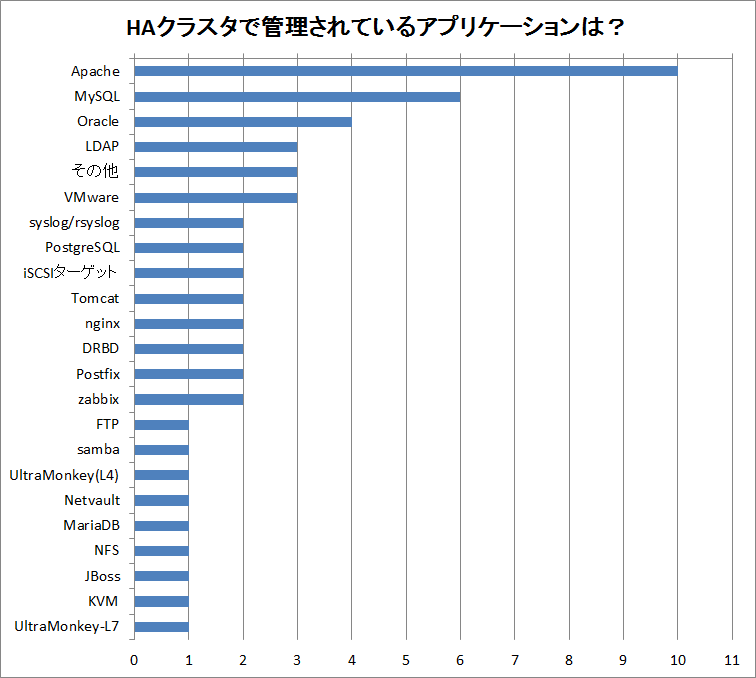 HAクラスタで管理されているアプリケーションは？
Apache
MySQL
Oracle
LDAP
その他
VMware
syslog/rsyslog
PostgreSQL
iSCSIターゲット
Tomcat
nginx
DRBD
Postfix
zabbix
FTP
samba
UltraMonkey(L4)
Netvault
MariaDB
NFS
JBoss
KVM
UltraMonkey-L7
0 1 2 3 4 5 6 7 8 9 10 11